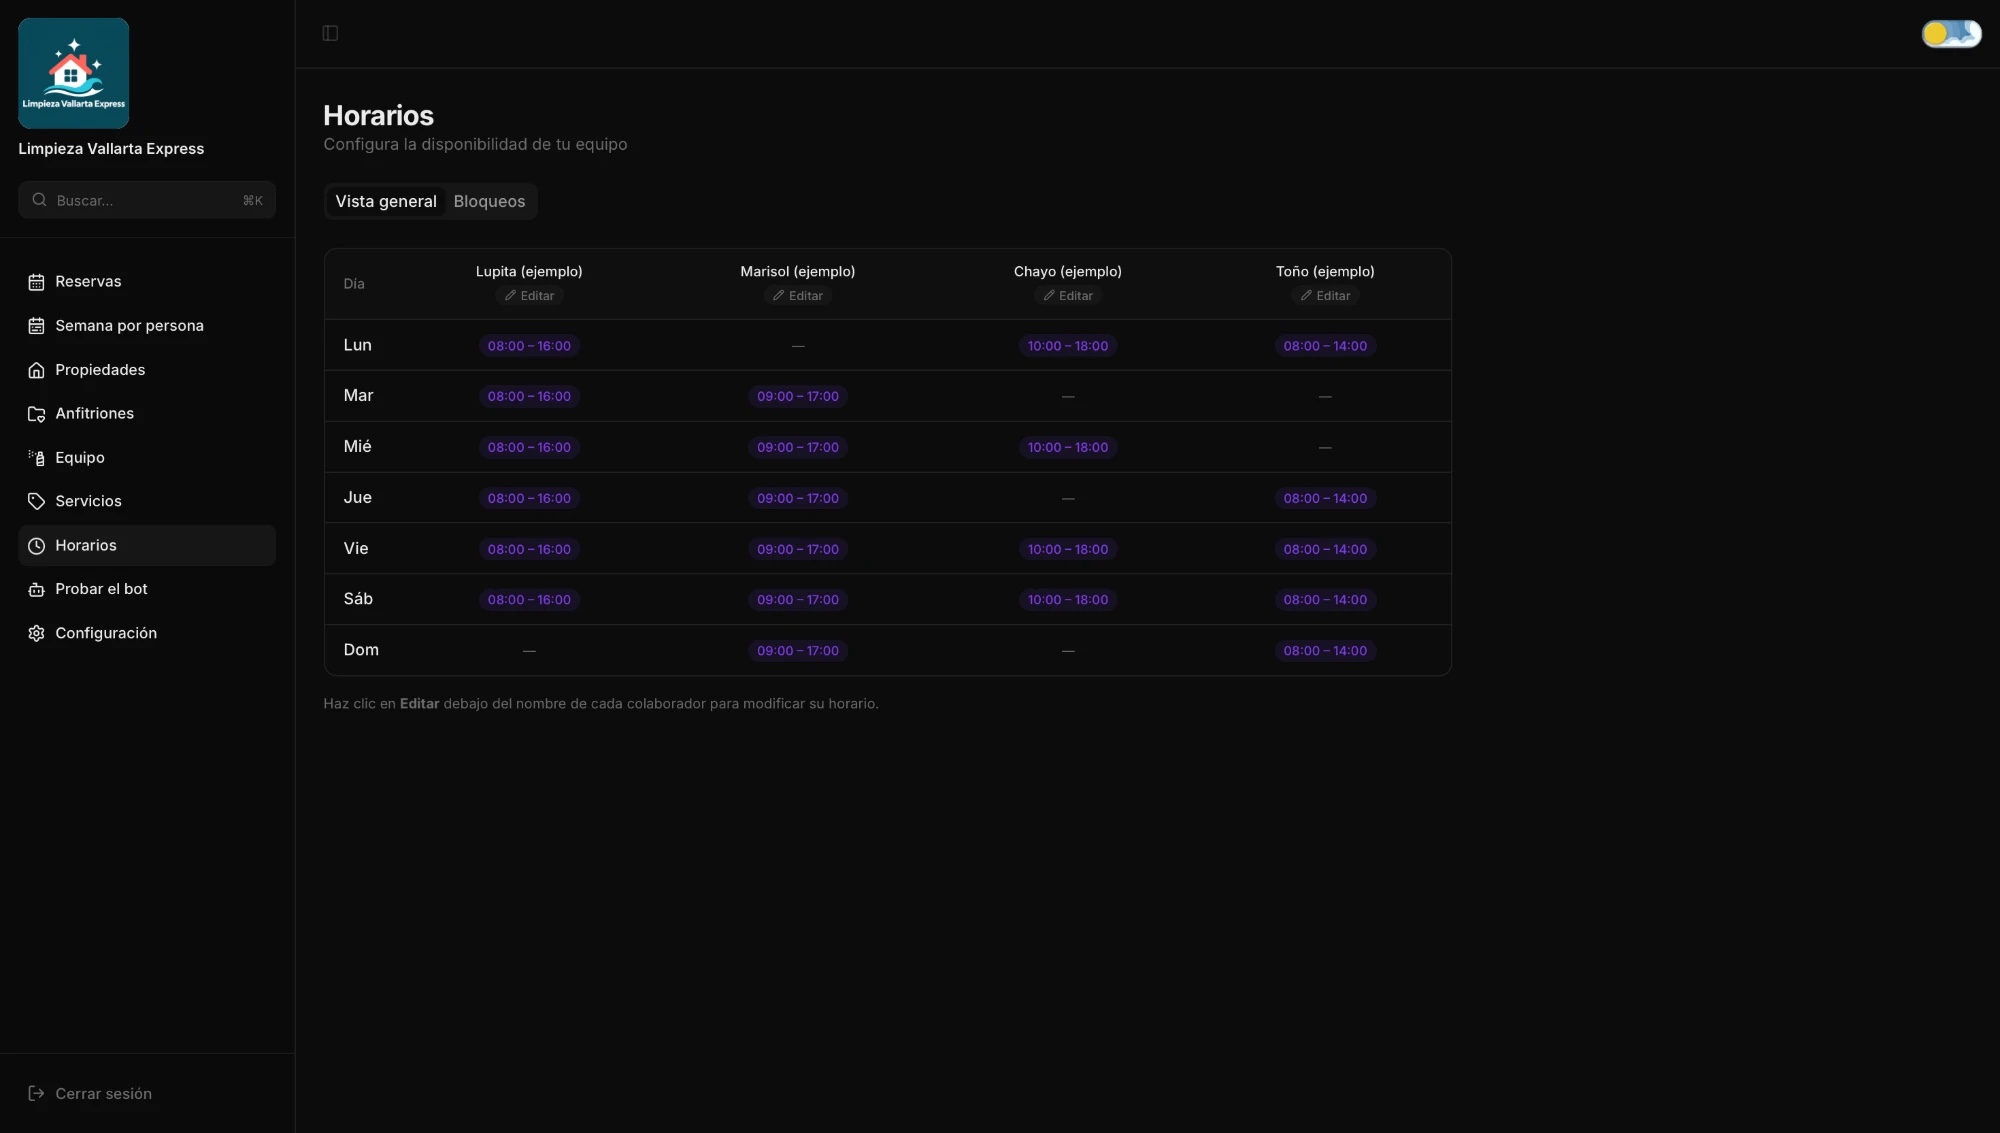 Limpieza Vallarta Express
Limpieza Vallarta Express
Buscar... ⌘K
Reservas
Semana por persona
Propiedades
Anfitriones
Equipo
Servicios
Horarios
Probar el bot
Configuración
Cerrar sesión
Horarios
Configura la disponibilidad de tu equipo
Vista general Bloqueos
Día Lupita (ejemplo) Marisol (ejemplo) Chayo (ejemplo) Toño (ejemplo)
Editar Editar Editar Editar
Lun 08:00 – 16:00 — 10:00 – 18:00 08:00 – 14:00
Mar 08:00 – 16:00 09:00 – 17:00 — —
Mié 08:00 – 16:00 09:00 – 17:00 10:00 – 18:00 —
Jue 08:00 – 16:00 09:00 – 17:00 — 08:00 – 14:00
Vie 08:00 – 16:00 09:00 – 17:00 10:00 – 18:00 08:00 – 14:00
Sáb 08:00 – 16:00 09:00 – 17:00 10:00 – 18:00 08:00 – 14:00
Dom — 09:00 – 17:00 — 08:00 – 14:00
Haz clic en Editar debajo del nombre de cada colaborador para modificar su horario.